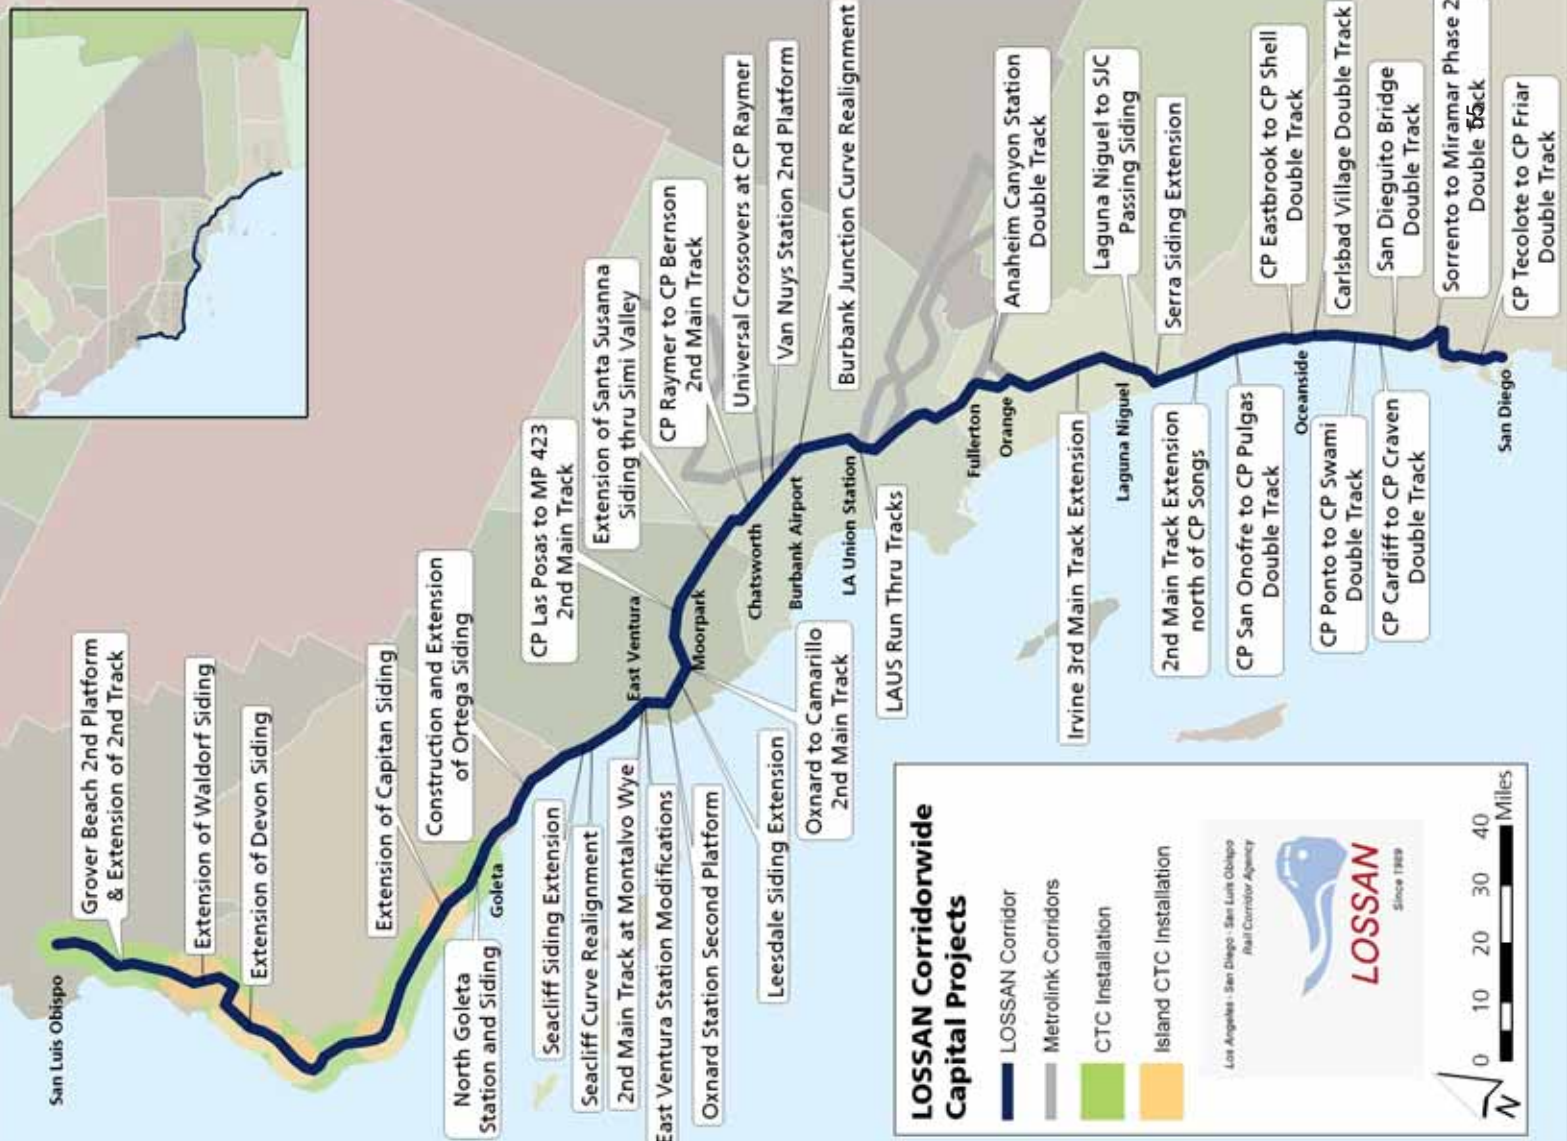 San Luis Obispo
Grover Beach 2nd Platform
& Extension of 2nd Track
Extension of Waldorf Siding
Extension of Devon Siding
Extension of Capitan Siding
Construction and Extension
of Ortega Siding
Goleta
North Goleta
Station and Siding
Seacliff Siding Extension
Seacliff Curve Realignment
2nd Main Track at Montalvo Wye
East Ventura Station Modifications
Oxnard Station Second Platform
Leesdale Siding Extension
Oxnard to Camarillo
2nd Main Track
East Ventura
Moorpark
CP Las Posas to MP 423
2nd Main Track
Extension of Santa Susanna
Siding thru Simi Valley
CP Raymer to CP Bernson
2nd Main Track
Universal Crossovers at CP Raymer
Van Nuys Station 2nd Platform
Burbank Junction Curve Realignment
Chatsworth
Burbank Airport
LA Union Station
LAUS Run Thru Tracks
Fullerton
Orange
Anaheim Canyon Station
Double Track
Irvine 3rd Main Track Extension
Laguna Niguel to SJC
Passing Siding
Laguna Niguel
Serra Siding Extension
2nd Main Track Extension
north of CP Songs
CP San Onofre to CP Pulgas
Double Track
CP Eastbrook to CP Shell
Double Track
Oceanside
Carlsbad Village Double Track
CP Ponto to CP Swami
Double Track
San Dieguito Bridge
Double Track
CP Cardiff to CP Craven
Double Track
Sorrento to Miramar Phase 2
Double Track
55
CP Tecolote to CP Friar
Double Track
San Diego
LOSSAN Corridorwide
Capital Projects
LOSSAN Corridor
Metrolink Corridors
CTC Installation
Island CTC Installation
Los Angeles - San Diego - San Luis Obispo
Rail Corridor Agency
LOSSAN
Since 1989
0 10 20 30 40
Miles
N